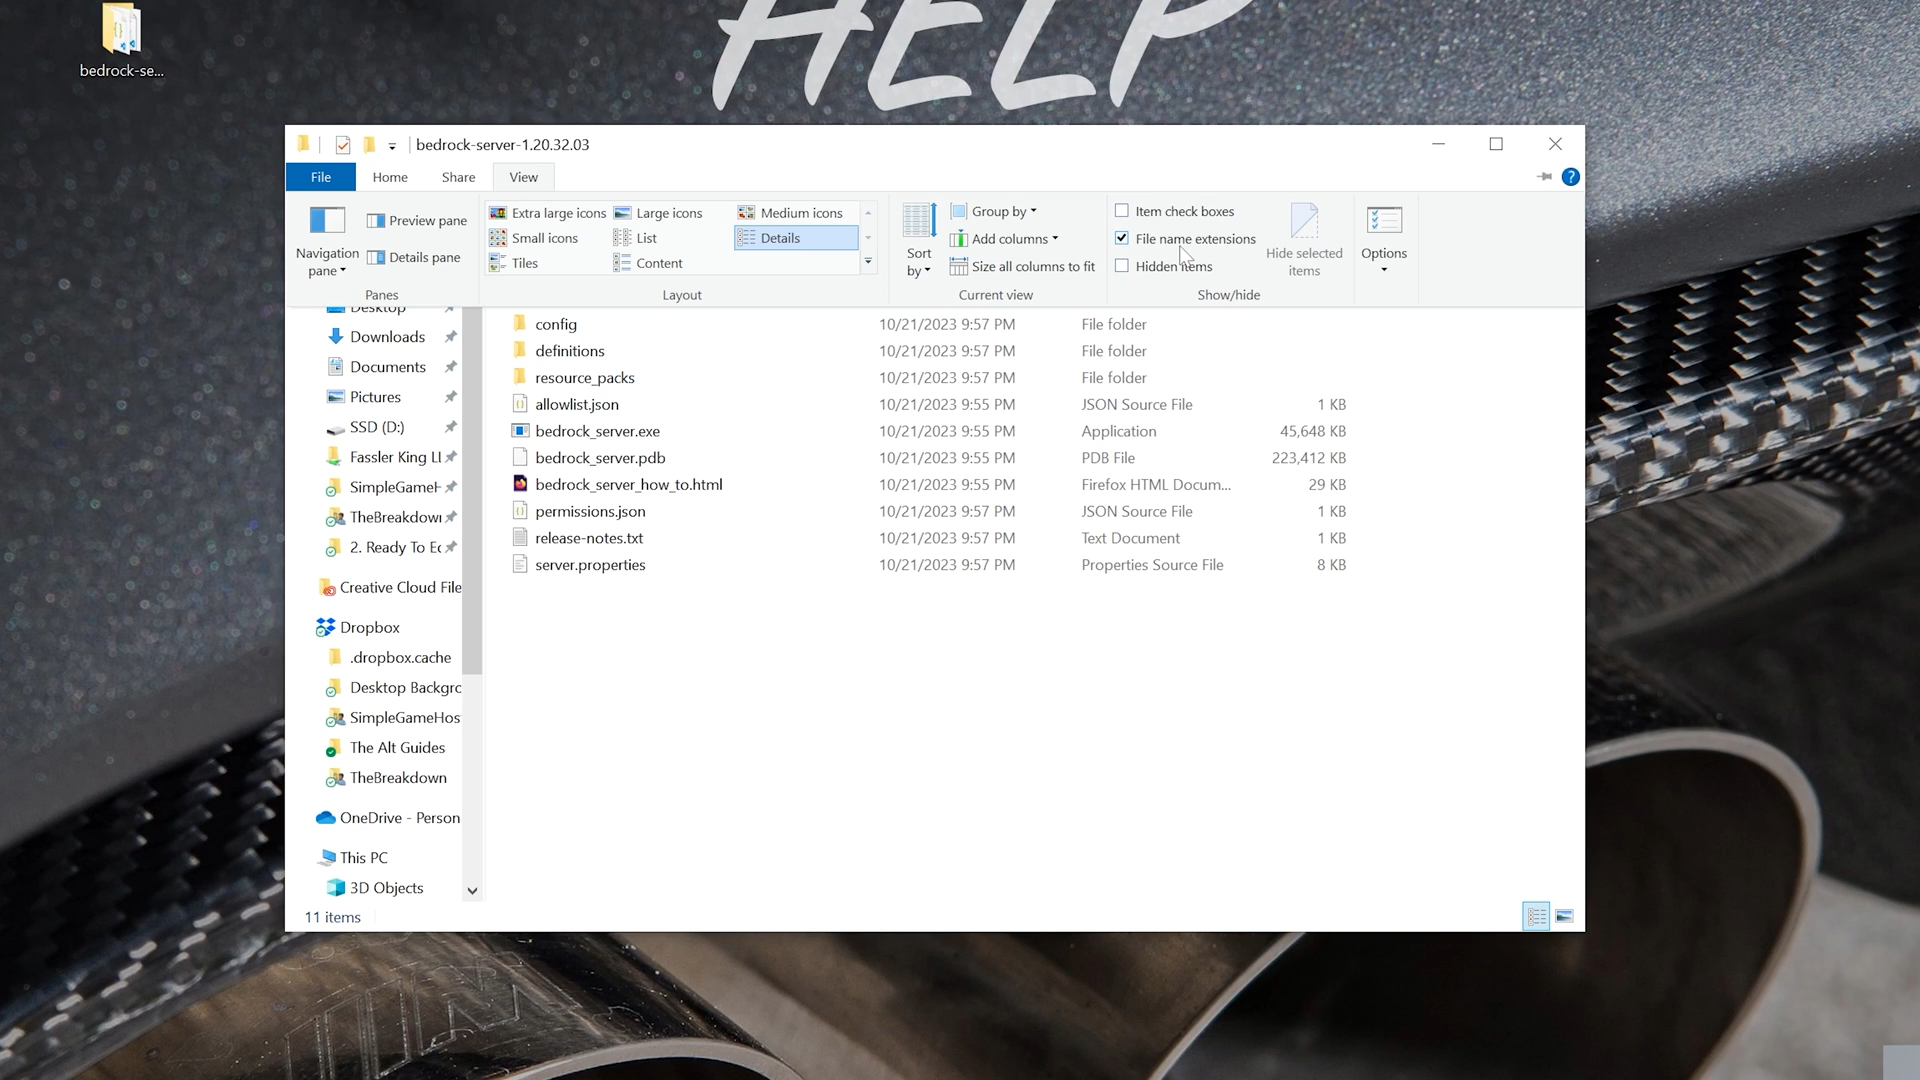 HELP
bedrock-se...
bedrock-server-1.20.32.03
File
Home
Share
View
?
Navigation
pane
Preview pane
Details pane
Panes
Extra large icons
Large icons
Medium icons
Small icons
List
Details
Tiles
Content
Layout
Sort
by
Group by
Add columns
Size all columns to fit
Current view
Item check boxes
File name extensions
Hidden items
Hide selected
items
Show/hide
Options
Desktop
Downloads
Documents
Pictures
SSD (D:)
Fassler King Ll
SimpleGameH
TheBreakdow
2. Ready To Ec
Creative Cloud File
Dropbox
.dropbox.cache
Desktop Backgro
SimpleGameHos
The Alt Guides
TheBreakdown
OneDrive - Person
This PC
3D Objects
config 10/21/2023 9:57 PM File folder
definitions 10/21/2023 9:57 PM File folder
resource_packs 10/21/2023 9:57 PM File folder
allowlist.json 10/21/2023 9:55 PM JSON Source File 1 KB
bedrock_server.exe 10/21/2023 9:55 PM Application 45,648 KB
bedrock_server.pdb 10/21/2023 9:55 PM PDB File 223,412 KB
bedrock_server_how_to.html 10/21/2023 9:55 PM Firefox HTML Docum... 29 KB
permissions.json 10/21/2023 9:57 PM JSON Source File 1 KB
release-notes.txt 10/21/2023 9:57 PM Text Document 1 KB
server.properties 10/21/2023 9:57 PM Properties Source File 8 KB
11 items